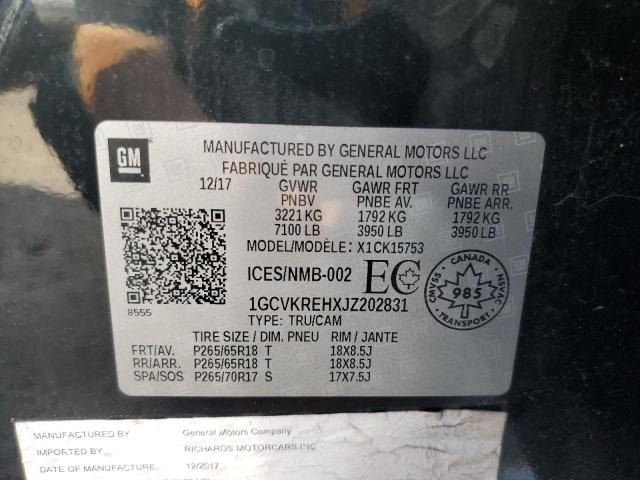 GM
MANUFACTURED BY GENERAL MOTORS LLC
FABRIQUÉ PAR GENERAL MOTORS LLC
12/17 GVWR GAWR FRT GAWR RR
PNBV PNBE AV. PNBE ARR.
3221 KG 1792 KG 1792 KG
7100 LB 3950 LB 3950 LB
MODEL/MODÈLE: X1CK15753
ICES/NMB-002 EC
CANADA
CMVSS 985 NSVAC
TRANSPORT
1GCVKREHXJZ202831
8555
TYPE: TRU/CAM
TIRE SIZE / DIM. PNEU RIM / JANTE
FRT/AV. P265/65R18 T 18X8.5J
RR/ARR. P265/65R18 T 18X8.5J
SPA/SOS P265/70R17 S 17X7.5J
MANUFACTURED BY General Motors Company
IMPORTED BY RICHARDS MOTORCARS INC
DATE OF MANUFACTURE 12/2017